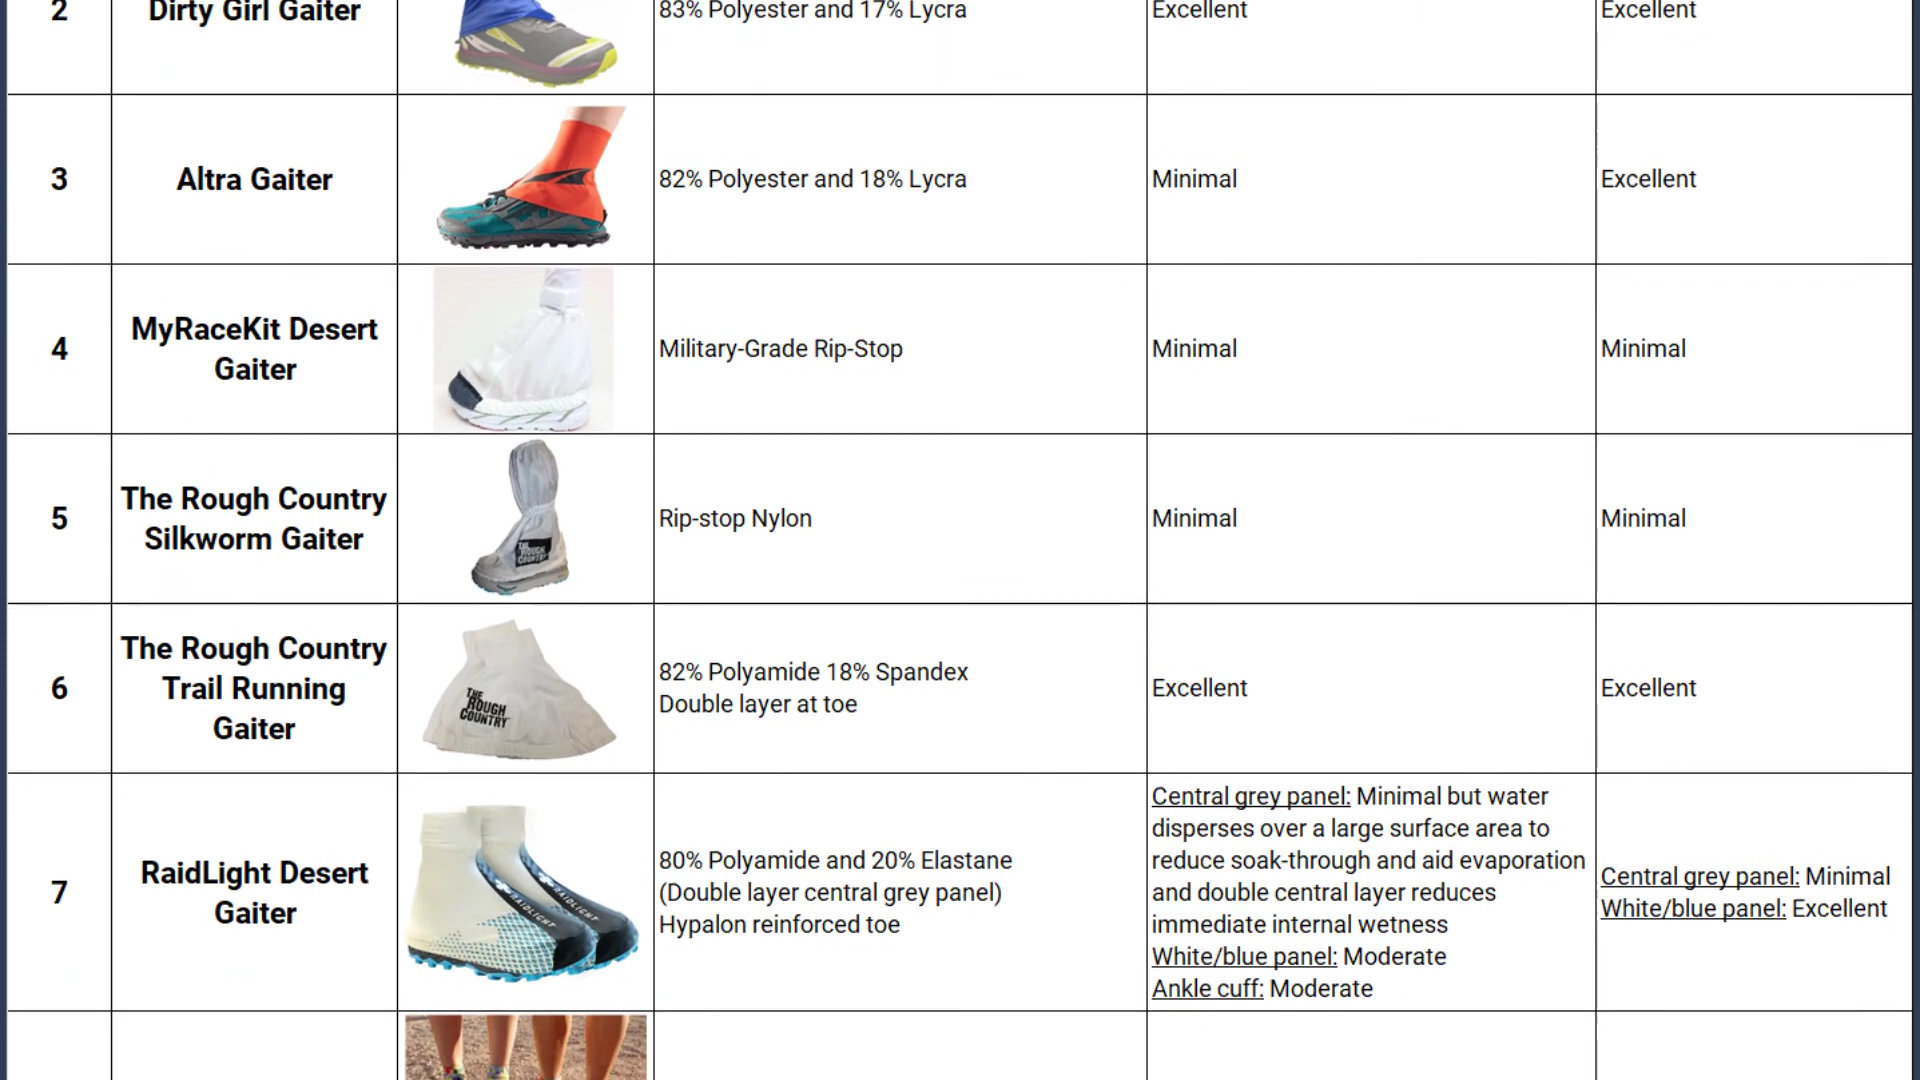 2
Dirty Girl Gaiter
83% Polyester and 17% Lycra
Excellent
Excellent
3
Altra Gaiter
82% Polyester and 18% Lycra
Minimal
Excellent
4
MyRaceKit Desert
Gaiter
Military-Grade Rip-Stop
Minimal
Minimal
5
The Rough Country
Silkworm Gaiter
THE
ROUGH
COUNTRY
Rip-stop Nylon
Minimal
Minimal
6
The Rough Country
Trail Running
Gaiter
THE
ROUGH
COUNTRY
82% Polyamide 18% Spandex
Double layer at toe
Excellent
Excellent
7
RaidLight Desert
Gaiter
RAIDLIGHT
RAIDLIGHT
80% Polyamide and 20% Elastane
(Double layer central grey panel)
Hypalon reinforced toe
Central grey panel: Minimal but water
disperses over a large surface area to
reduce soak-through and aid evaporation
and double central layer reduces
immediate internal wetness
White/blue panel: Moderate
Ankle cuff: Moderate
Central grey panel: Minimal
White/blue panel: Excellent